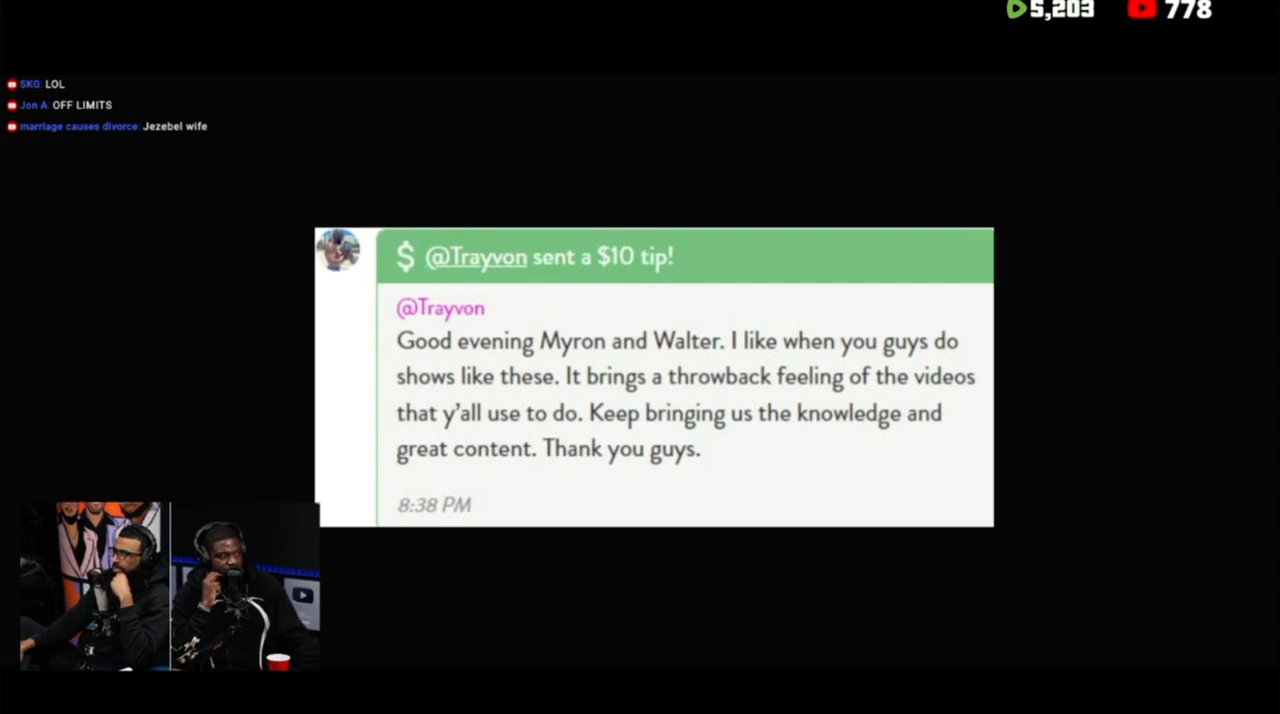 5,203 778
SKG: LOL
Jon A: OFF LIMITS
marriage causes divorce: Jezebel wife
$ @Trayvon sent a $10 tip!
@Trayvon
Good evening Myron and Walter. I like when you guys do
shows like these. It brings a throwback feeling of the videos
that y'all use to do. Keep bringing us the knowledge and
great content. Thank you guys.
8:38 PM